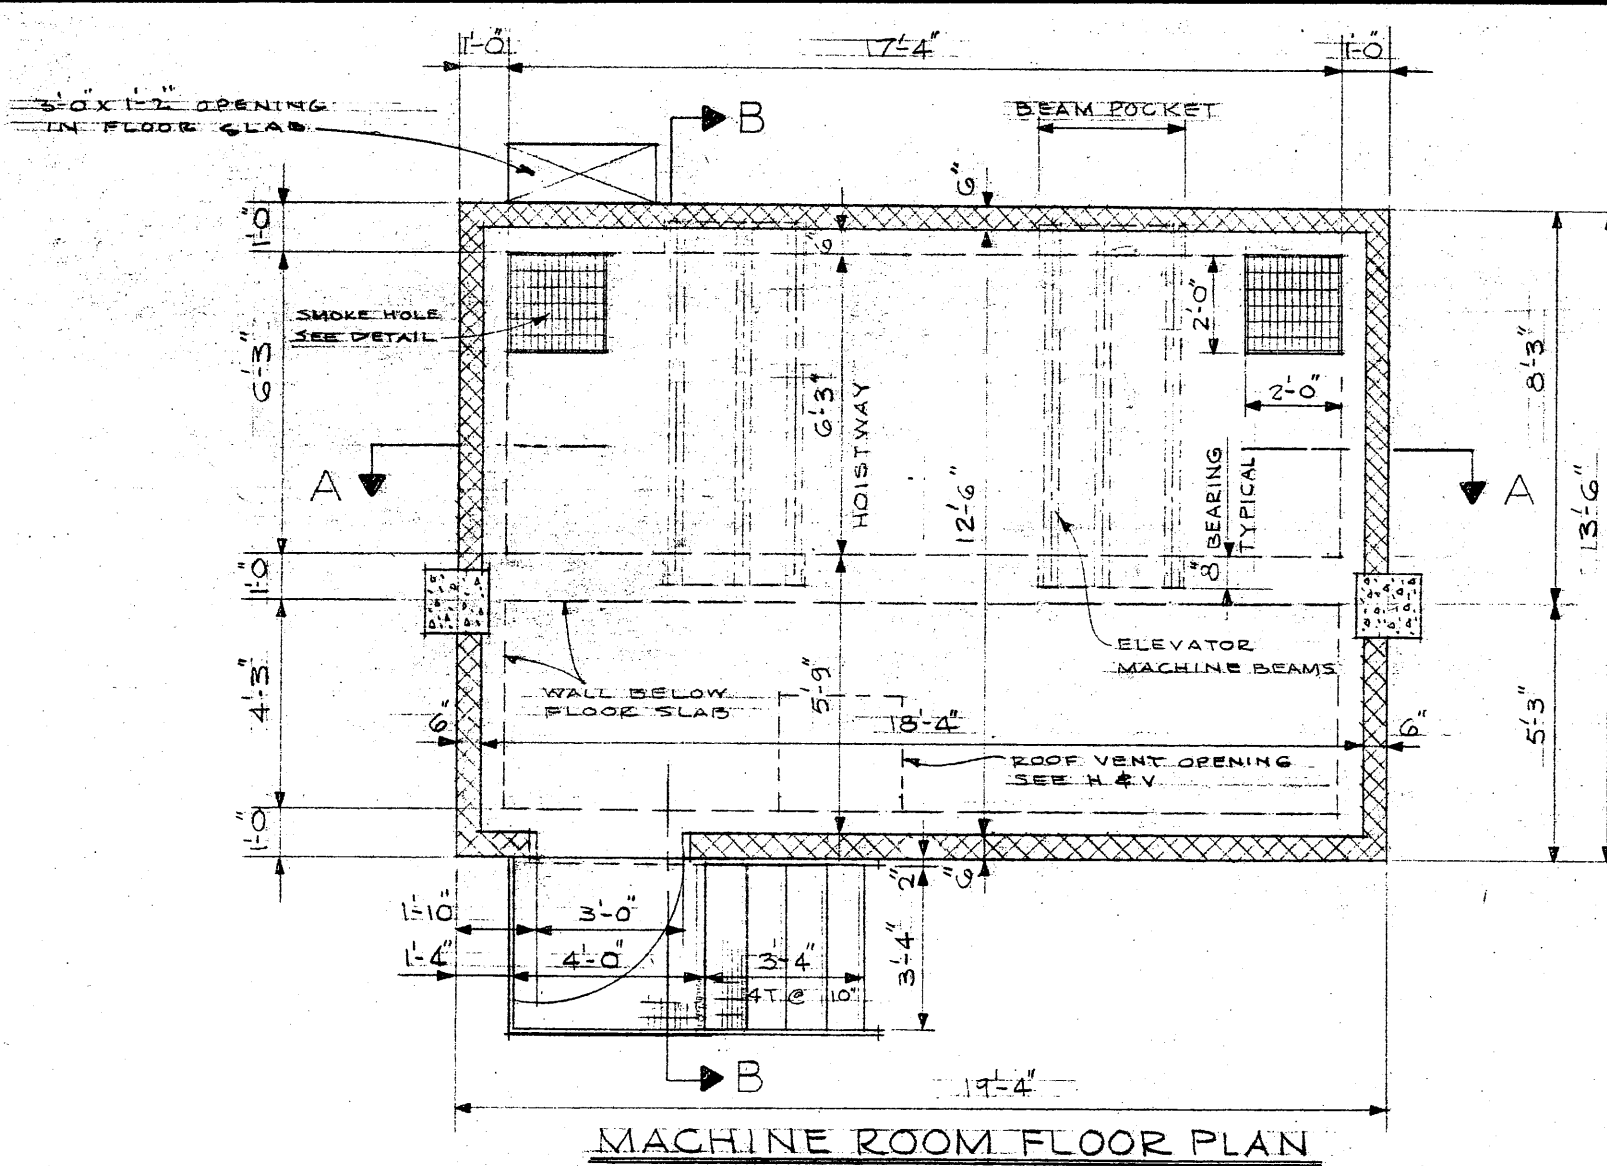 1'-0"
17'-4"
1'-0"
3'-0" X 1'-2" OPENING
IN FLOOR SLAB
B
BEAM POCKET
6"
1'-0"
6"
SMOKE HOLE
SEE DETAIL
6'-3"
6'-3"
HOISTWAY
12'-6"
2'-0"
2'-0"
8'-3"
13'-6"
A
A
8" BEARING
TYPICAL
1'-0"
ELEVATOR
MACHINE BEAMS
4'-3"
WALL BELOW
FLOOR SLAB
5'-9"
6"
18'-4"
6"
5'-3"
ROOF VENT OPENING
SEE H & V
1'-0"
2"
6"
1'-10"
3'-0"
1'-4"
4'-0"
3'-4"
4 T @ 10"
3'-4"
B
19'-4"
MACHINE ROOM FLOOR PLAN